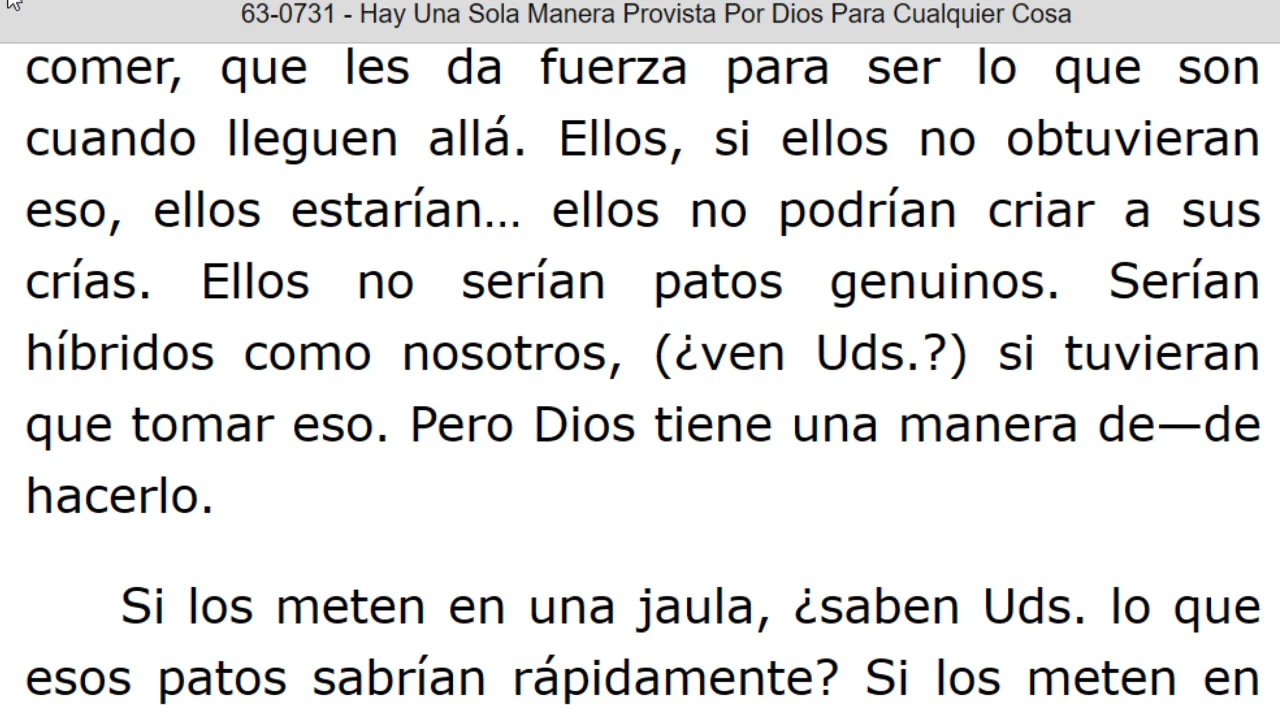 63-0731 - Hay Una Sola Manera Provista Por Dios Para Cualquier Cosa
comer, que les da fuerza para ser lo que son
cuando lleguen allá. Ellos, si ellos no obtuvieran
eso, ellos estarían… ellos no podrían criar a sus
crías. Ellos no serían patos genuinos. Serían
híbridos como nosotros, (¿ven Uds.?) si tuvieran
que tomar eso. Pero Dios tiene una manera de—de
hacerlo.
Si los meten en una jaula, ¿saben Uds. lo que
esos patos sabrían rápidamente? Si los meten en